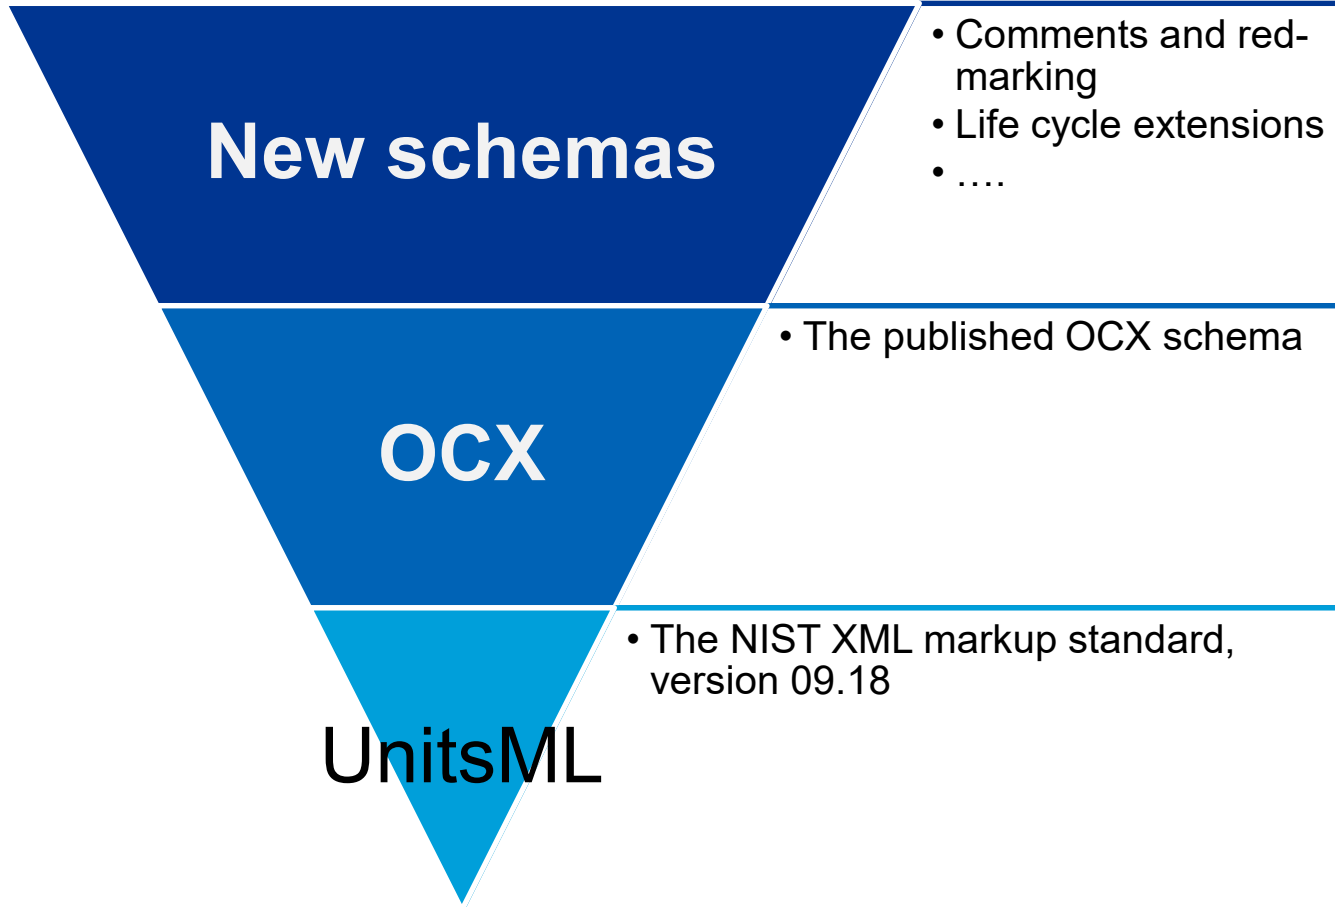 New schemas
• Comments and red-
marking
• Life cycle extensions
• ....
OCX
• The published OCX schema
UnitsML
• The NIST XML markup standard,
version 09.18